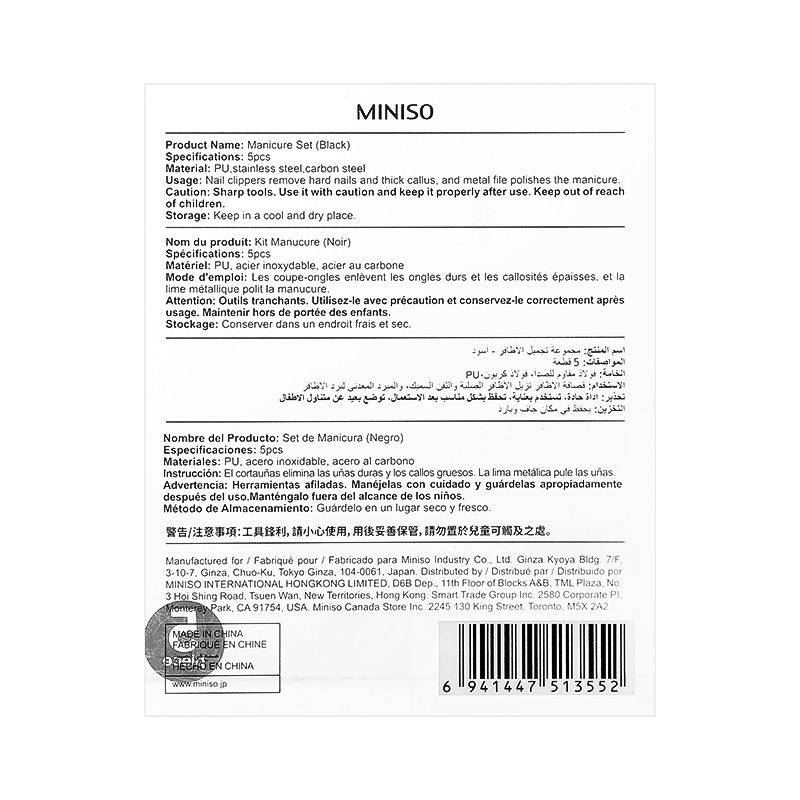 MINISO
Product Name: Manicure Set (Black)
Specifications: 5pcs
Material: PU,stainless steel,carbon steel
Usage: Nail clippers remove hard nails and thick callus, and metal file polishes the manicure.
Caution: Sharp tools. Use it with caution and keep it properly after use. Keep out of reach
of children.
Storage: Keep in a cool and dry place.
Nom du produit: Kit Manucure (Noir)
Spécifications: 5pcs
Matériel: PU, acier inoxydable, acier au carbone
Mode d'emploi: Les coupe-ongles enlèvent les ongles durs et les callosités épaisses, et la
lime métallique polit la manucure.
Attention: Outils tranchants. Utilisez-le avec précaution et conservez-le correctement après
usage. Maintenir hors de portée des enfants.
Stockage: Conserver dans un endroit frais et sec.
اسم المنتج: مجموعة تجميل الاظافر - اسود
المواصفات: 5 قطعة
الخامة: فولاذ مقاوم للصدا، فولاذ كربون، PU
الاستخدام: قصافة الاظافر تزيل الاظافر الصلبة والثفن السميك، والمبرد المعدني لبرد الاظافر
تحذير: اداة حادة، تستخدم بعناية، تحفظ بشكل مناسب بعد الاستعمال، توضع بعيد عن متناول الاطفال
التخزين: يحفظ في مكان جاف وبارد
Nombre del Producto: Set de Manicura (Negro)
Especificaciones: 5pcs
Materiales: PU, acero inoxidable, acero al carbono
Instrucción: El cortauñas elimina las uñas duras y los callos gruesos. La lima metálica pule las uñas.
Advertencia: Herramientas afiladas. Manéjelas con cuidado y guárdelas apropiadamente
después del uso.Manténgalo fuera del alcance de los niños.
Método de Almacenamiento: Guárdelo en un lugar seco y fresco.
警告/注意事項：工具鋒利，請小心使用，用後妥善保管，請勿置於兒童可觸及之處。
Manufactured for / Fabriqué pour / Fabricado para Miniso Industry Co., Ltd. Ginza Kyoya Bldg. 7/F,
3-10-7, Ginza, Chuo-Ku, Tokyo Ginza, 104-0061, Japan. Distributed by / Distribué par / Distribuido por
MINISO INTERNATIONAL HONGKONG LIMITED, D6B Dep., 11th Floor of Blocks A&B, TML Plaza, No.
3 Hoi Shing Road, Tsuen Wan, New Territories, Hong Kong. Smart Trade Group Inc. 2580 Corporate Pl,
Monterey Park, CA 91754, USA. Miniso Canada Store Inc. 2245 130 King Street, Toronto, M5X 2A2
MADE IN CHINA
FABRIQUÉ EN CHINE
صنع في الصين
HECHO EN CHINA
www.miniso.jp
6 941447 513552